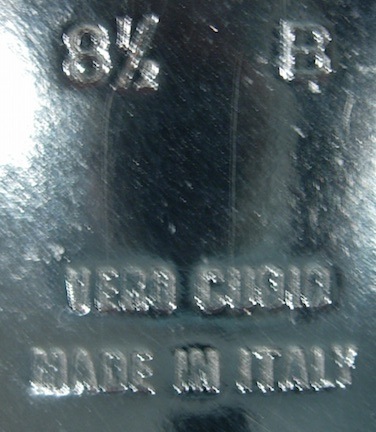 8½ B
VERO CUOIO
MADE IN ITALY